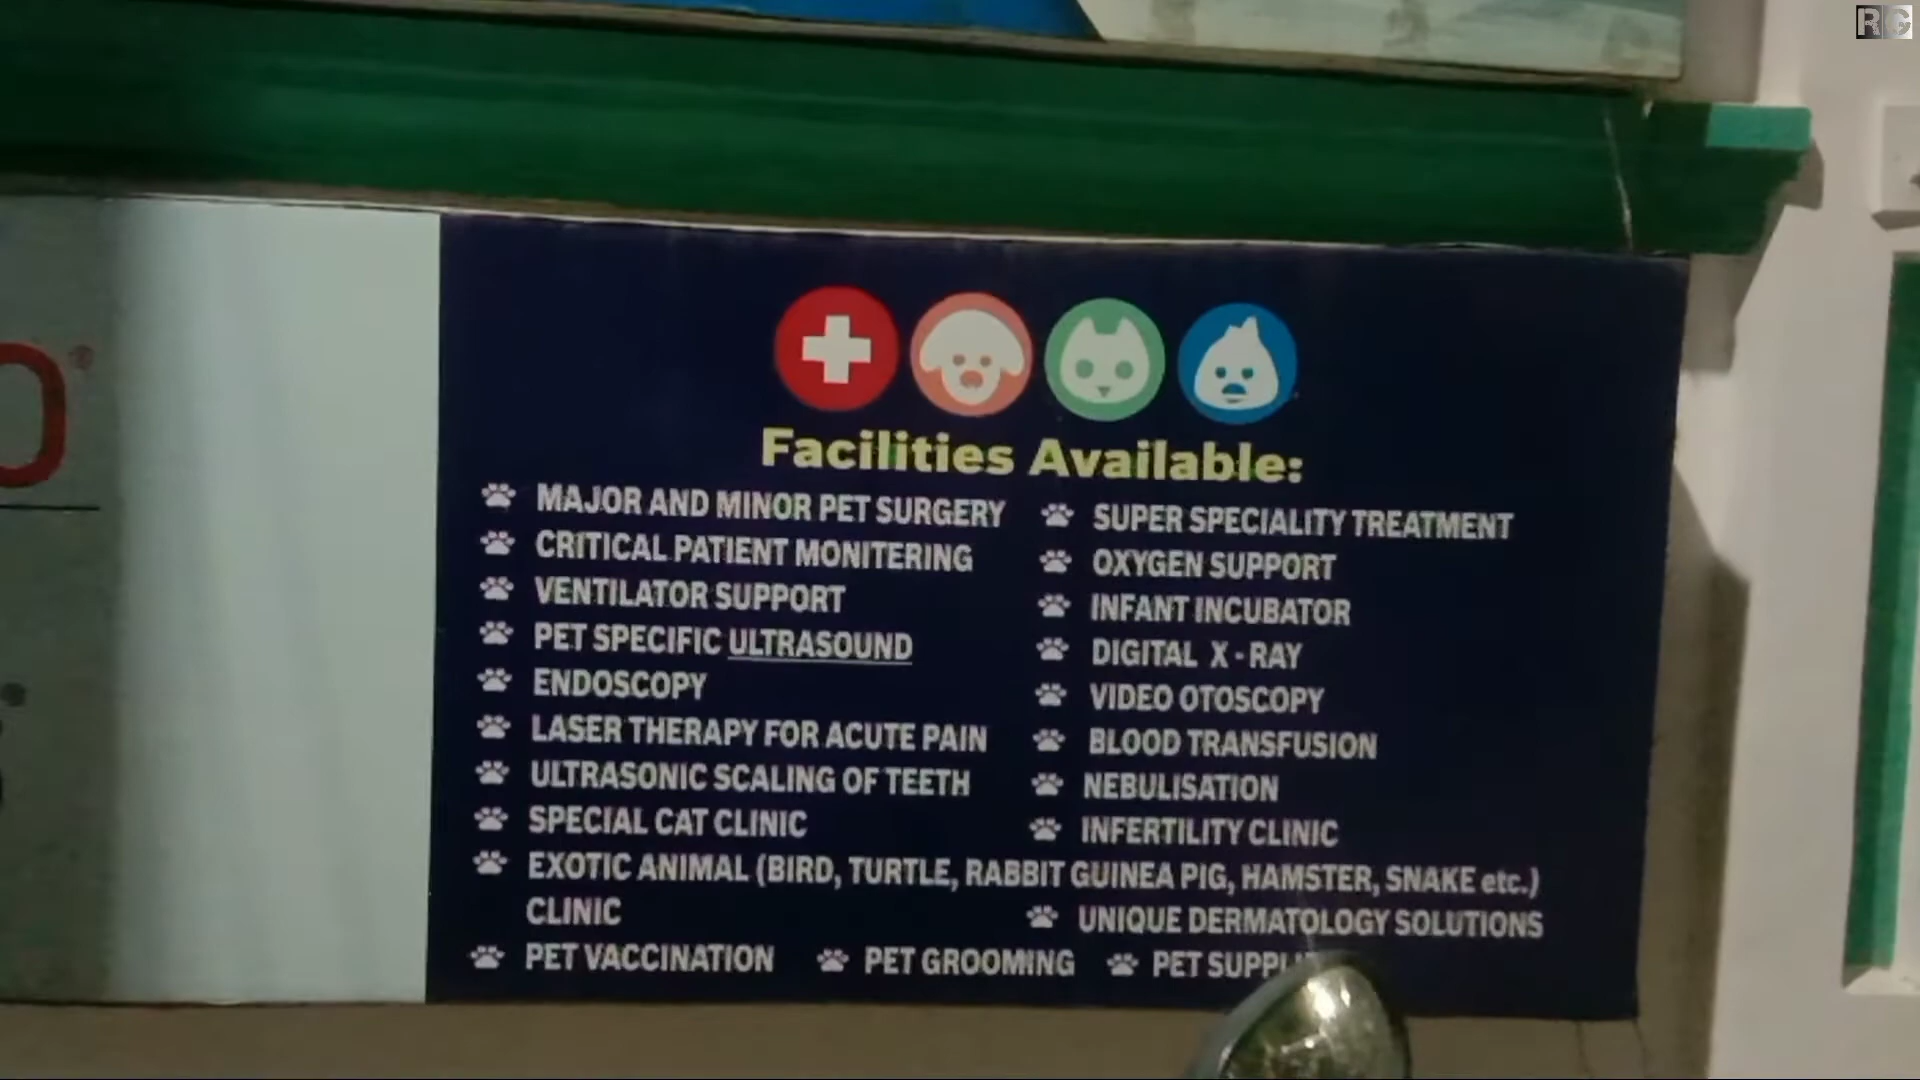 RC
Facilities Available:
MAJOR AND MINOR PET SURGERY
SUPER SPECIALITY TREATMENT
CRITICAL PATIENT MONITERING
OXYGEN SUPPORT
VENTILATOR SUPPORT
INFANT INCUBATOR
PET SPECIFIC ULTRASOUND
DIGITAL X-RAY
ENDOSCOPY
VIDEO OTOSCOPY
LASER THERAPY FOR ACUTE PAIN
BLOOD TRANSFUSION
ULTRASONIC SCALING OF TEETH
NEBULISATION
SPECIAL CAT CLINIC
INFERTILITY CLINIC
EXOTIC ANIMAL (BIRD, TURTLE, RABBIT GUINEA PIG, HAMSTER, SNAKE etc.)
CLINIC
UNIQUE DERMATOLOGY SOLUTIONS
PET VACCINATION PET GROOMING PET